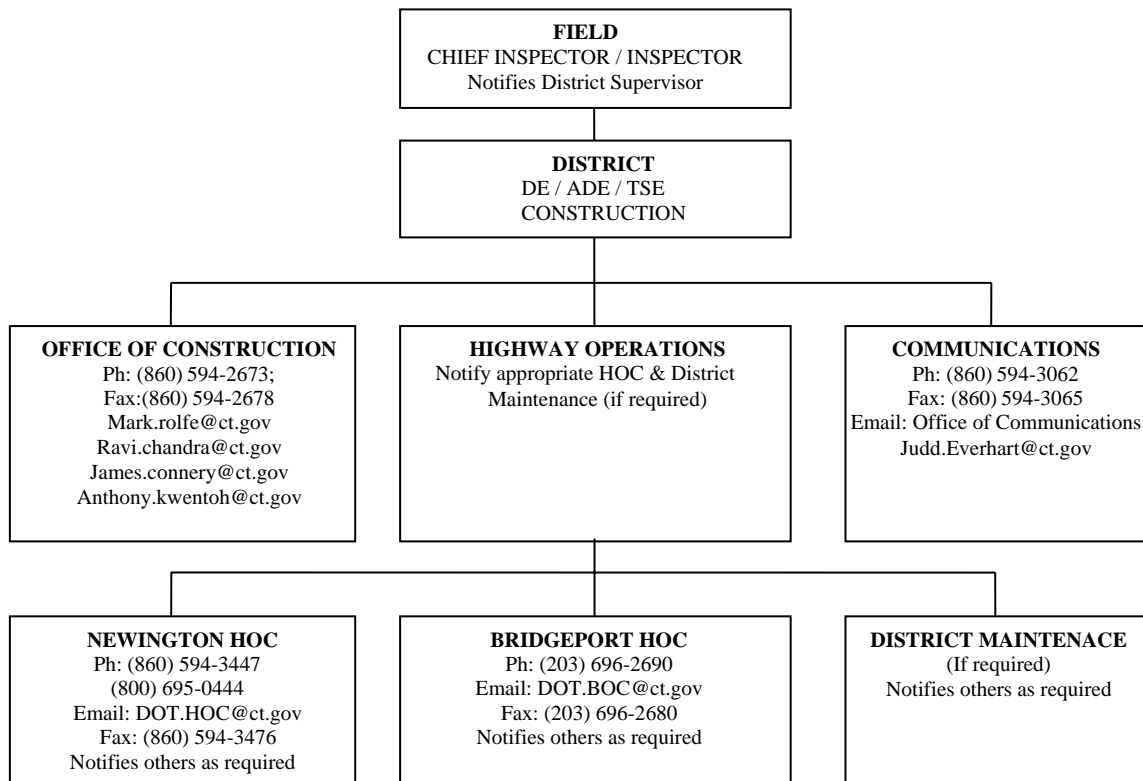 FIELD
CHIEF INSPECTOR / INSPECTOR
Notifies District Supervisor
DISTRICT
DE / ADE / TSE
CONSTRUCTION
OFFICE OF CONSTRUCTION
Ph: (860) 594-2673;
Fax:(860) 594-2678
Mark.rolfe@ct.gov
Ravi.chandra@ct.gov
James.connery@ct.gov
Anthony.kwentoh@ct.gov
HIGHWAY OPERATIONS
Notify appropriate HOC & District
Maintenance (if required)
COMMUNICATIONS
Ph: (860) 594-3062
Fax: (860) 594-3065
Email: Office of Communications
Judd.Everhart@ct.gov
NEWINGTON HOC
Ph: (860) 594-3447
(800) 695-0444
Email: DOT.HOC@ct.gov
Fax: (860) 594-3476
Notifies others as required
BRIDGEPORT HOC
Ph: (203) 696-2690
Email: DOT.BOC@ct.gov
Fax: (203) 696-2680
Notifies others as required
DISTRICT MAINTENACE
(If required)
Notifies others as required